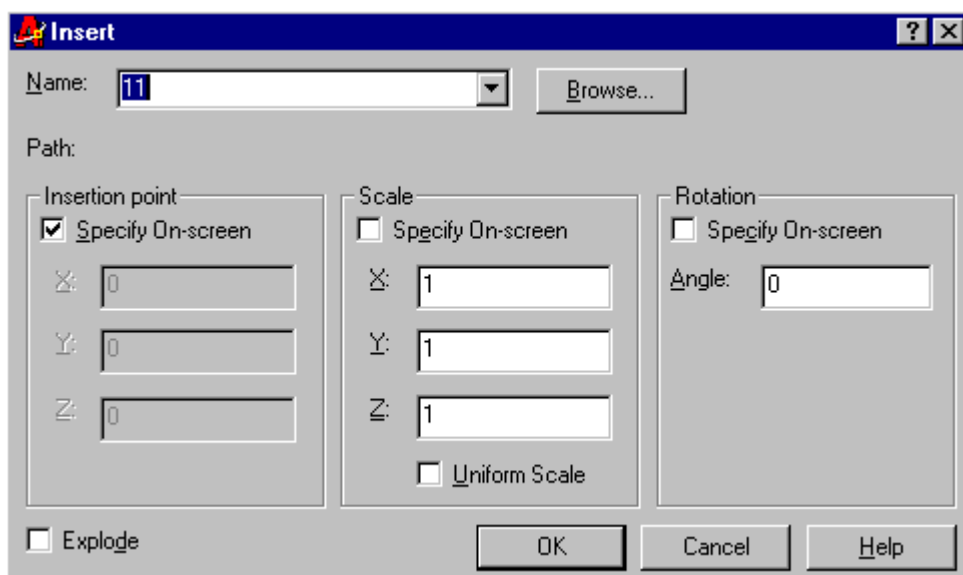 Insert
Name: 11 Browse...
Path:
Insertion point
Specify On-screen
X: 0
Y: 0
Z: 0
Scale
Specify On-screen
X: 1
Y: 1
Z: 1
Uniform Scale
Rotation
Specify On-screen
Angle: 0
Explode
OK Cancel Help